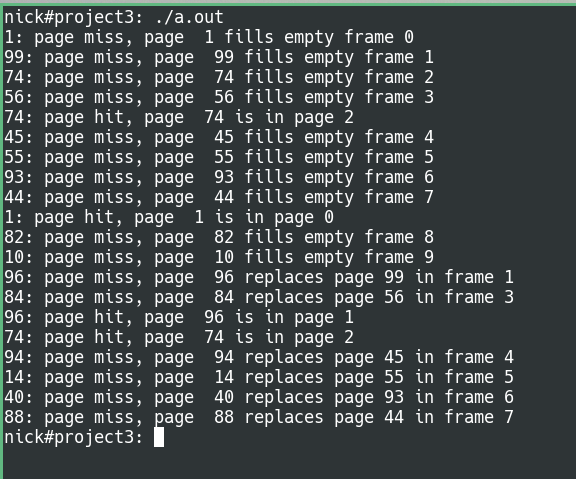 nick#project3: ./a.out
1: page miss, page  1 fills empty frame 0
99: page miss, page  99 fills empty frame 1
74: page miss, page  74 fills empty frame 2
56: page miss, page  56 fills empty frame 3
74: page hit, page  74 is in page 2
45: page miss, page  45 fills empty frame 4
55: page miss, page  55 fills empty frame 5
93: page miss, page  93 fills empty frame 6
44: page miss, page  44 fills empty frame 7
1: page hit, page  1 is in page 0
82: page miss, page  82 fills empty frame 8
10: page miss, page  10 fills empty frame 9
96: page miss, page  96 replaces page 99 in frame 1
84: page miss, page  84 replaces page 56 in frame 3
96: page hit, page  96 is in page 1
74: page hit, page  74 is in page 2
94: page miss, page  94 replaces page 45 in frame 4
14: page miss, page  14 replaces page 55 in frame 5
40: page miss, page  40 replaces page 93 in frame 6
88: page miss, page  88 replaces page 44 in frame 7
nick#project3: